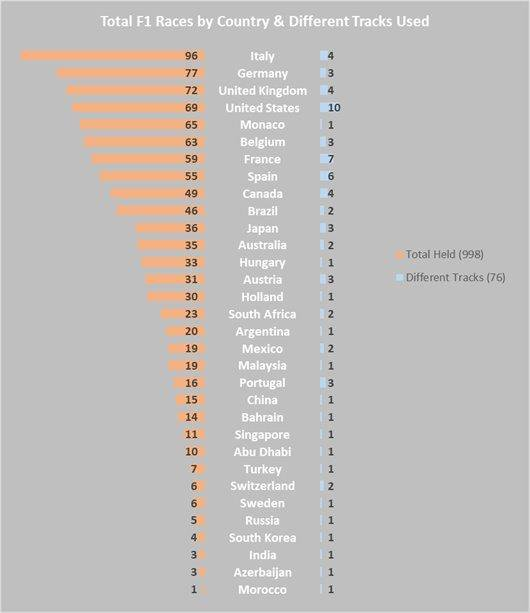 Total F1 Races by Country & Different Tracks Used
96 Italy 4
77 Germany 3
72 United Kingdom 4
69 United States 10
65 Monaco 1
63 Belgium 3
59 France 7
55 Spain 6
49 Canada 4
46 Brazil 2
36 Japan 3
35 Australia 2
33 Hungary 1
31 Austria 3
30 Holland 1
23 South Africa 2
20 Argentina 1
19 Mexico 2
19 Malaysia 1
16 Portugal 3
15 China 1
14 Bahrain 1
11 Singapore 1
10 Abu Dhabi 1
7 Turkey 1
6 Switzerland 2
6 Sweden 1
5 Russia 1
4 South Korea 1
3 India 1
3 Azerbaijan 1
1 Morocco 1
Total Held (998)
Different Tracks (76)